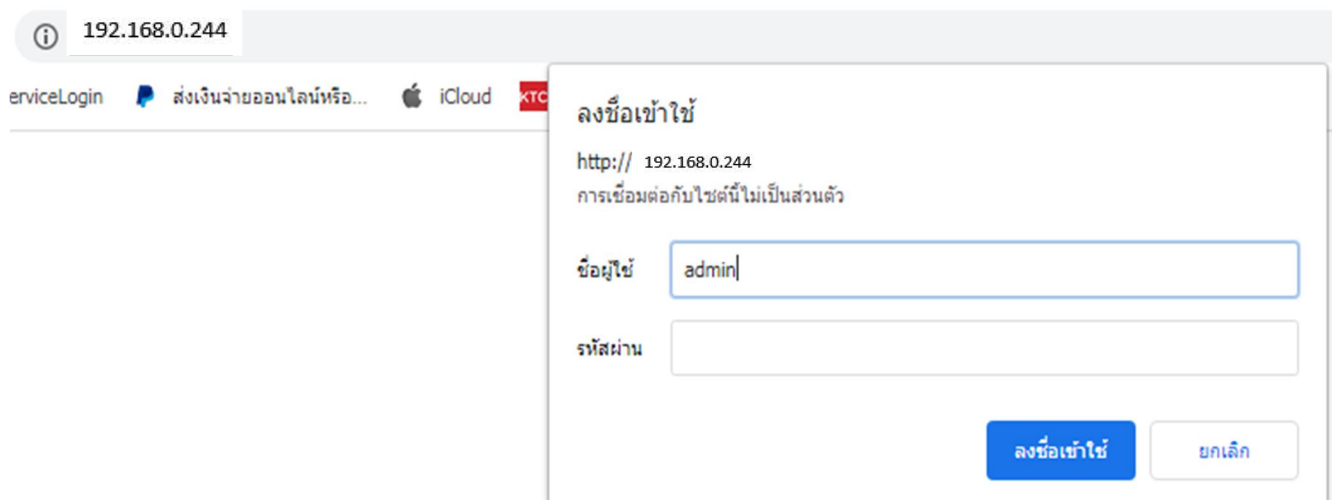 192.168.0.244
erviceLogin ส่งเงินจ่ายออนไลน์หรือ... iCloud KTC
ลงชื่อเข้าใช้
http:// 192.168.0.244
การเชื่อมต่อกับไซต์นี้ไม่เป็นส่วนตัว
ชื่อผู้ใช้ admin
รหัสผ่าน
ลงชื่อเข้าใช้ ยกเลิก